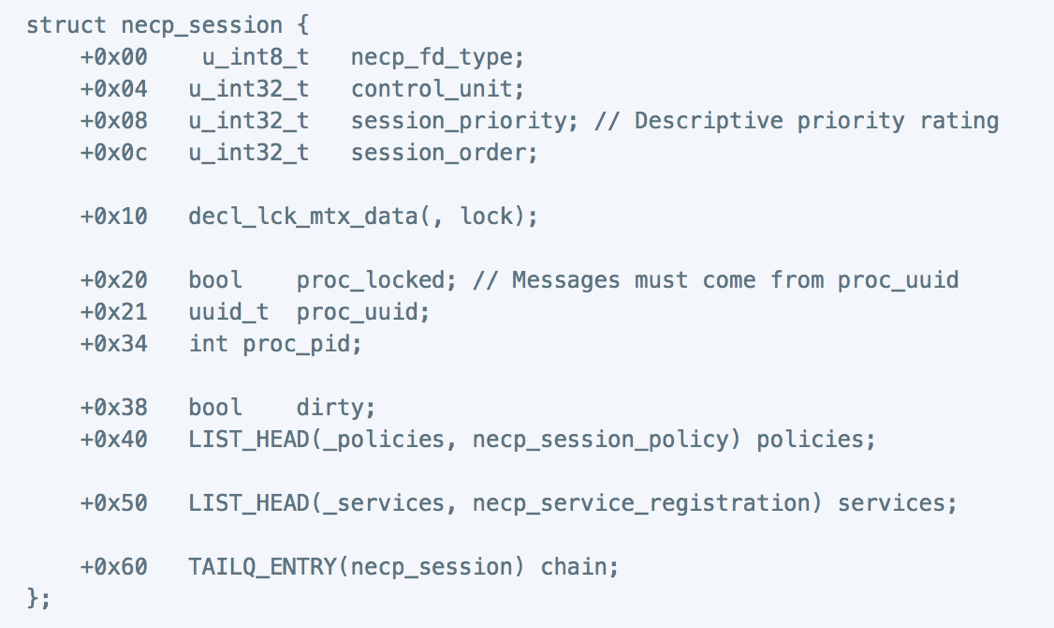 struct necp_session {
    +0x00    u_int8_t   necp_fd_type;
    +0x04   u_int32_t   control_unit;
    +0x08   u_int32_t   session_priority; // Descriptive priority rating
    +0x0c   u_int32_t   session_order;

    +0x10   decl_lck_mtx_data(, lock);

    +0x20   bool    proc_locked; // Messages must come from proc_uuid
    +0x21   uuid_t  proc_uuid;
    +0x34   int proc_pid;

    +0x38   bool    dirty;
    +0x40   LIST_HEAD(_policies, necp_session_policy) policies;

    +0x50   LIST_HEAD(_services, necp_service_registration) services;

    +0x60   TAILQ_ENTRY(necp_session) chain;
};